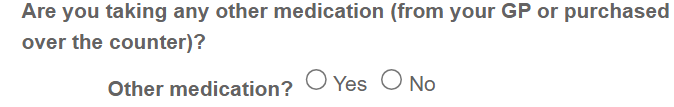 Are you taking any other medication (from your GP or purchased
over the counter)?
Other medication? Yes No